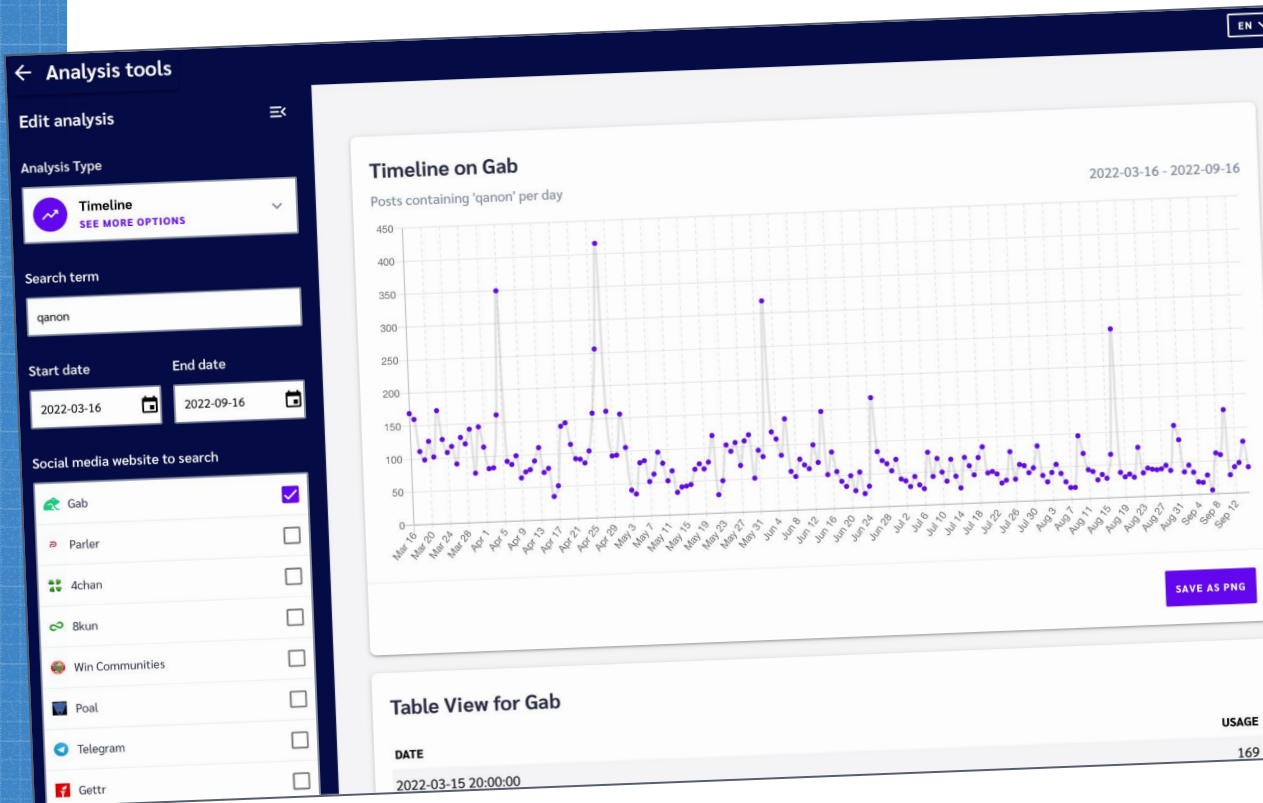 EN
Analysis tools
Edit analysis
Analysis Type
Timeline
SEE MORE OPTIONS
Search term
qanon
Start date
End date
2022-03-16
2022-09-16
Social media website to search
Gab
Parler
4chan
8kun
Win Communities
Poal
Telegram
Gettr
Timeline on Gab
2022-03-16 - 2022-09-16
Posts containing 'qanon' per day
450
400
350
300
250
200
150
100
50
0
Mar 16
Mar 20
Mar 24
Mar 28
Apr 1
Apr 5
Apr 9
Apr 13
Apr 17
Apr 21
Apr 25
Apr 29
May 3
May 7
May 11
May 15
May 19
May 23
May 27
May 31
Jun 4
Jun 8
Jun 12
Jun 16
Jun 20
Jun 24
Jun 28
Jul 2
Jul 6
Jul 10
Jul 14
Jul 18
Jul 22
Jul 26
Jul 30
Aug 3
Aug 7
Aug 11
Aug 15
Aug 19
Aug 23
Aug 27
Aug 31
Sep 4
Sep 8
Sep 12
SAVE AS PNG
Table View for Gab
DATE
USAGE
2022-03-15 20:00:00
169